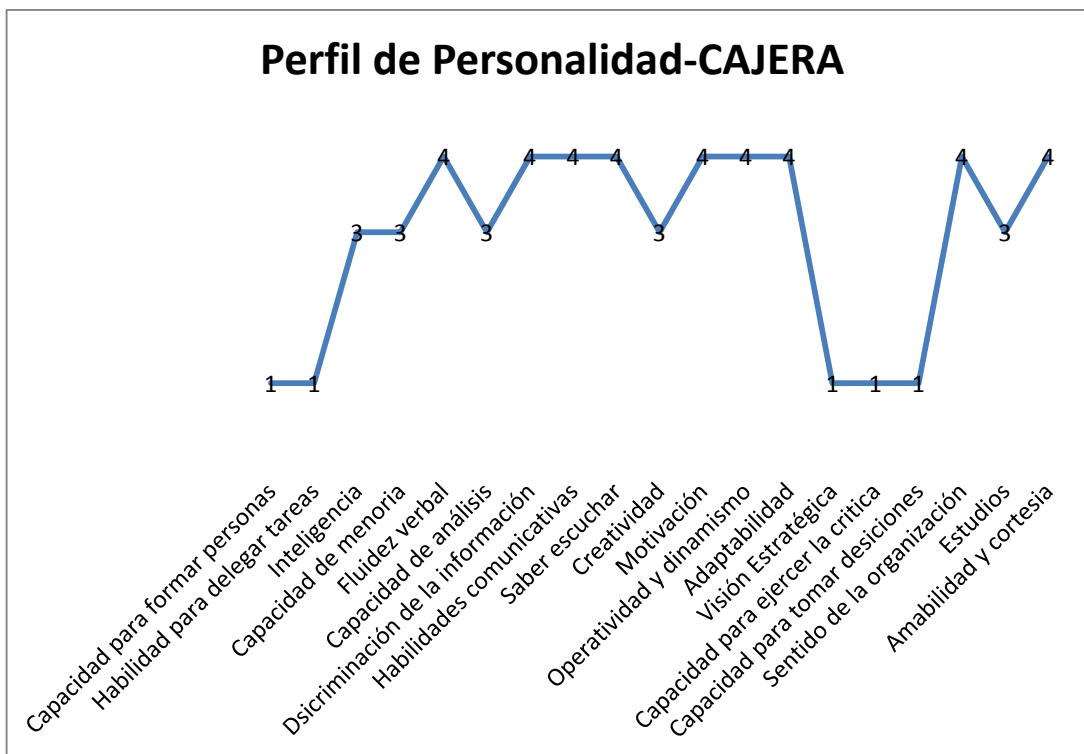 Perfil de Personalidad-CAJERA
1 1 3 3 4 3 4 4 4 3 4 4 4 1 1 1 4 3 4
Capacidad para formar personas
Habilidad para delegar tareas
Inteligencia
Capacidad de menoria
Fluidez verbal
Capacidad de análisis
Dsicriminación de la información
Habilidades comunicativas
Saber escuchar
Creatividad
Motivación
Operatividad y dinamismo
Adaptabilidad
Visión Estratégica
Capacidad para ejercer la critica
Capacidad para tomar desiciones
Sentido de la organización
Estudios
Amabilidad y cortesia